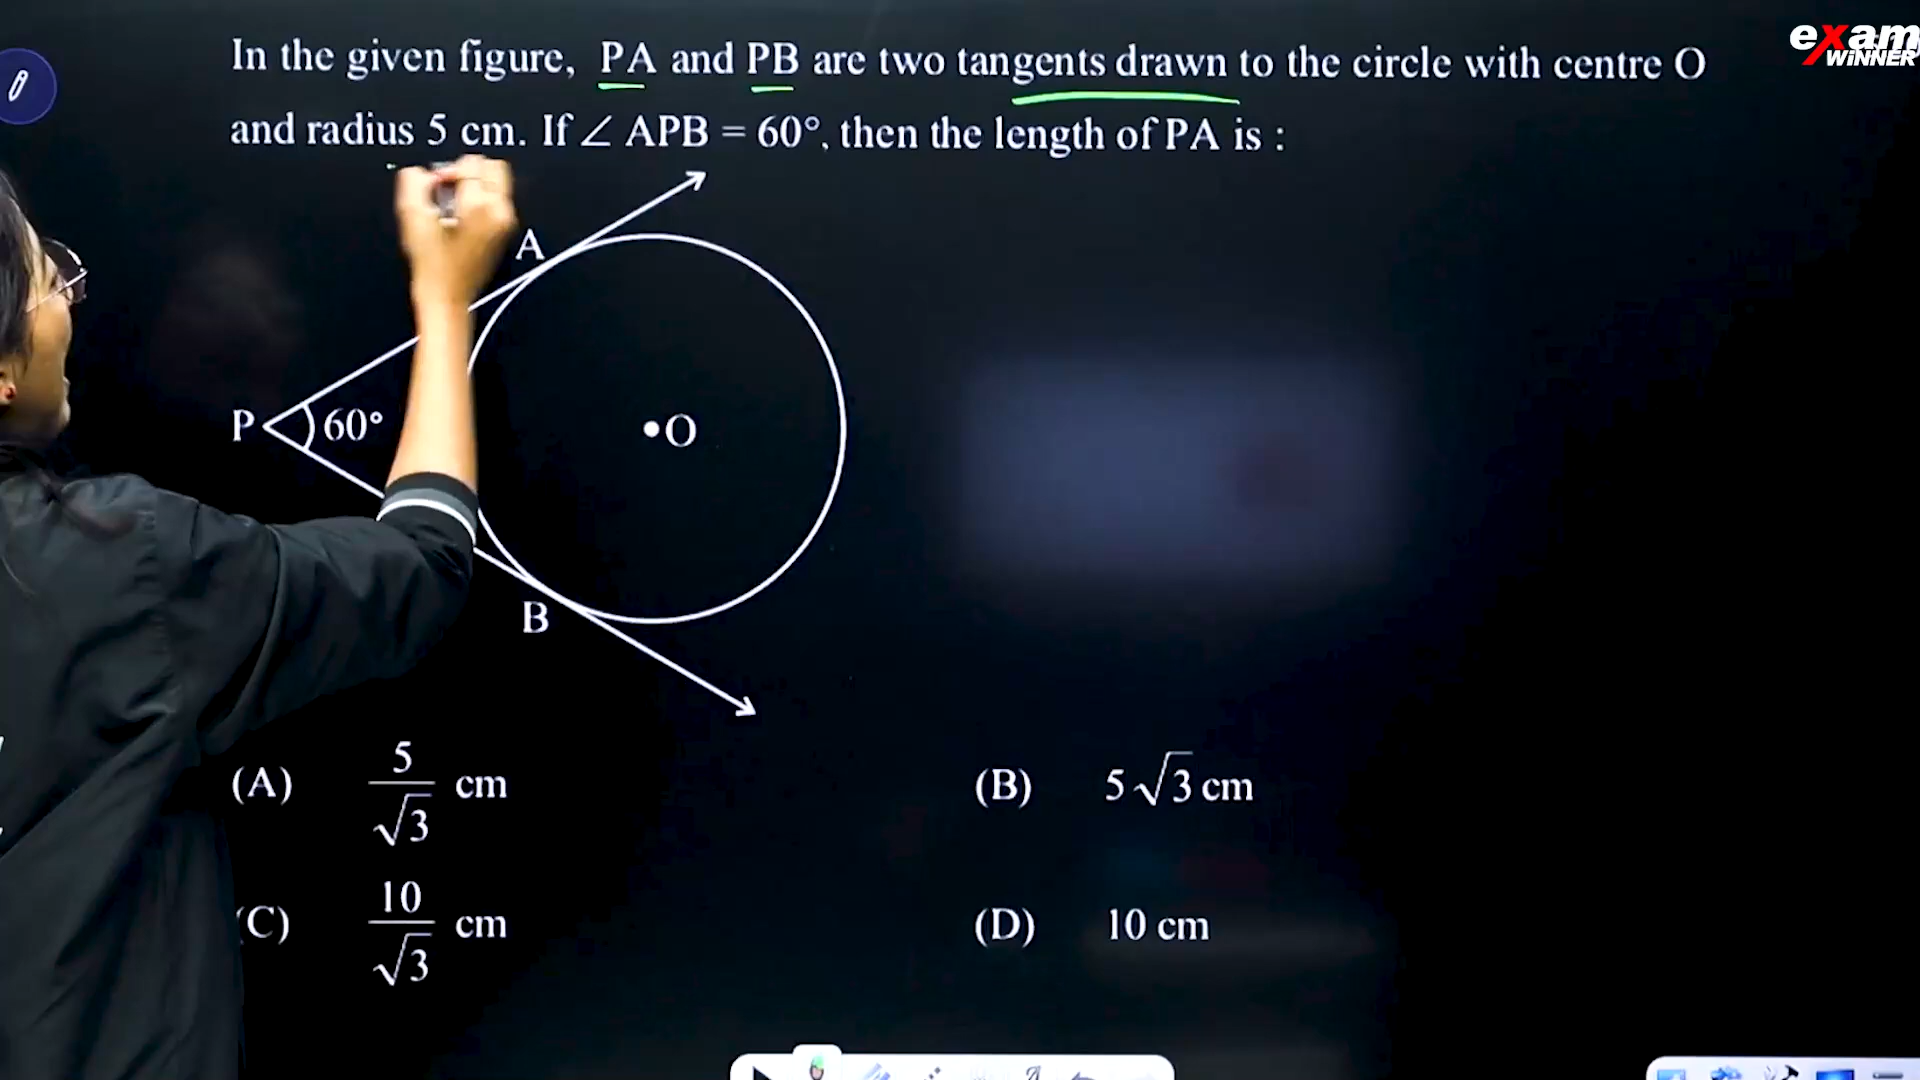 exam
WINNER
In the given figure, PA and PB are two tangents drawn to the circle with centre O
and radius 5 cm. If ∠ APB = 60°, then the length of PA is :
A
P 60° •O
B
(A) 5/√3 cm (B) 5√3 cm
(C) 10/√3 cm (D) 10 cm